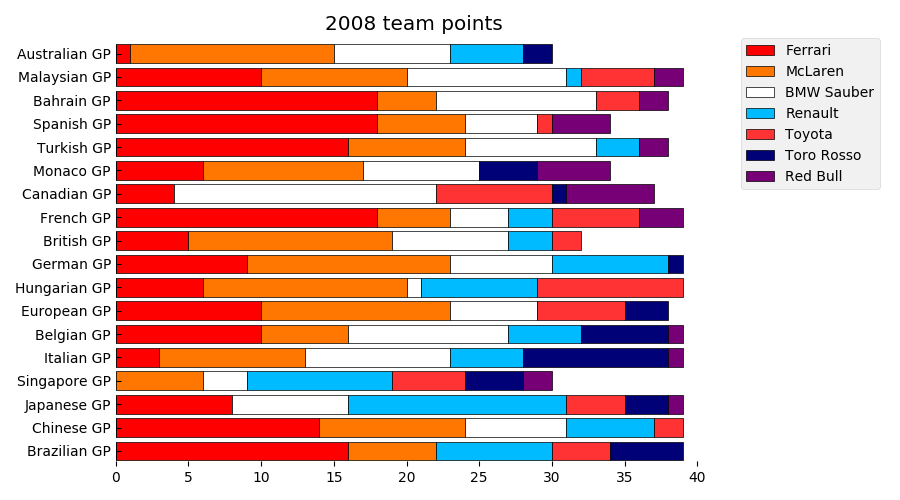 2008 team points
Australian GP
Malaysian GP
Bahrain GP
Spanish GP
Turkish GP
Monaco GP
Canadian GP
French GP
British GP
German GP
Hungarian GP
European GP
Belgian GP
Italian GP
Singapore GP
Japanese GP
Chinese GP
Brazilian GP
0 5 10 15 20 25 30 35 40
Ferrari
McLaren
BMW Sauber
Renault
Toyota
Toro Rosso
Red Bull